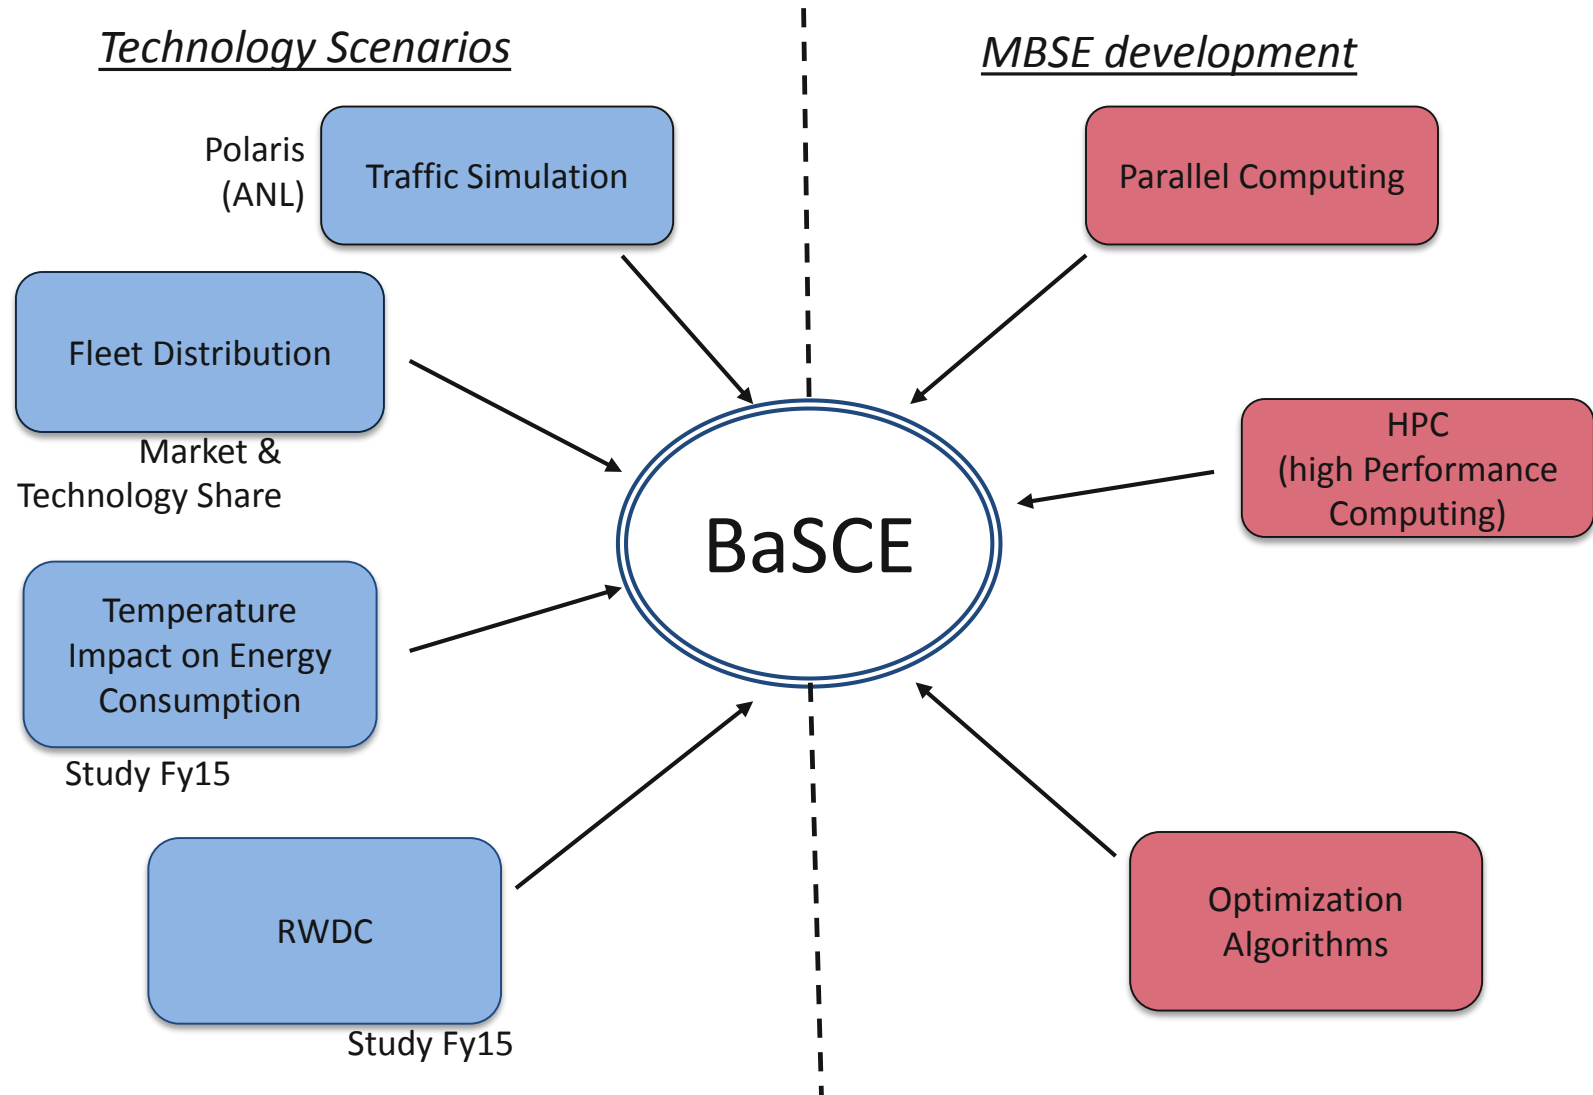 Technology Scenarios
MBSE development
Polaris
(ANL)
Traffic Simulation
Parallel Computing
Fleet Distribution
Market &
Technology Share
HPC
(high Performance
Computing)
BaSCE
Temperature
Impact on Energy
Consumption
Study Fy15
RWDC
Study Fy15
Optimization
Algorithms